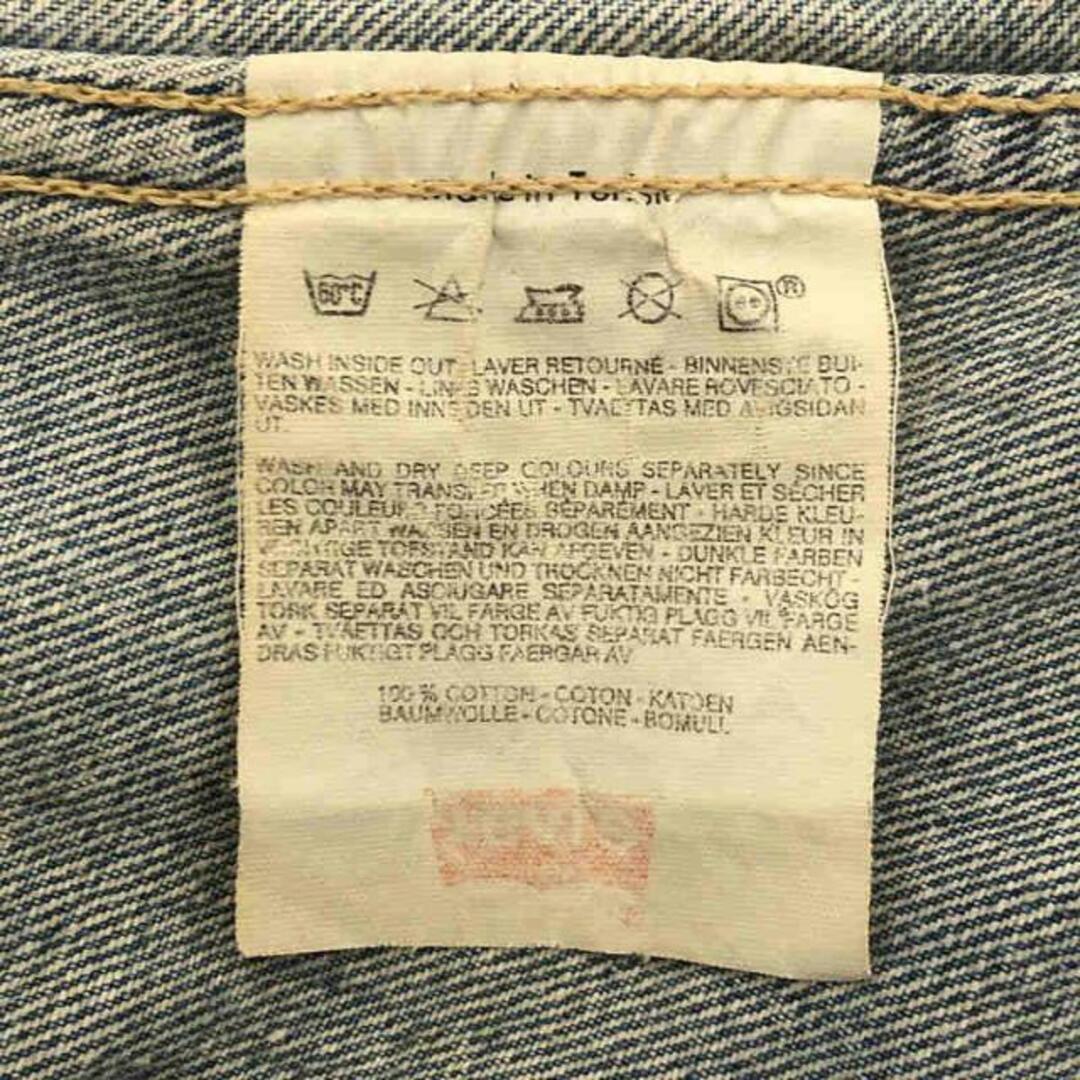 60°C
®
WASH INSIDE OUT - LAVER RETOURNÉ - BINNENSTE BUI-
TEN WASSEN - LINKS WASCHEN - LAVARE ROVESCIATO -
VASKES MED INNSIDEN UT - TVAETTAS MED AVIGSIDAN
UT.
WASH AND DRY DEEP COLOURS SEPARATELY SINCE
COLOR MAY TRANSFER WHEN DAMP - LAVER ET SÉCHER
LES COULEURS FONCÉES SÉPARÉMENT - HARDE KLEU-
REN APART WASSEN EN DROGEN AANGEZIEN KLEUR IN
VOCHTIGE TOESTAND KAN AFGEVEN - DUNKLE FARBEN
SEPARAT WASCHEN UND TROCKNEN NICHT FARBECHT -
LAVARE ED ASCIUGARE SEPARATAMENTE - VASKOG
TORK SEPARAT VIL FARGE AV FUKTIG PLAGG VIL FARGE
AV - TVAETTAS OCH TORKAS SEPARAT FAERGEN AEN-
DRAS FUKTIGT PLAGG FAERGAR AV
100 % COTTON - COTON - KATOEN
BAUMWOLLE - COTONE - BOMULL